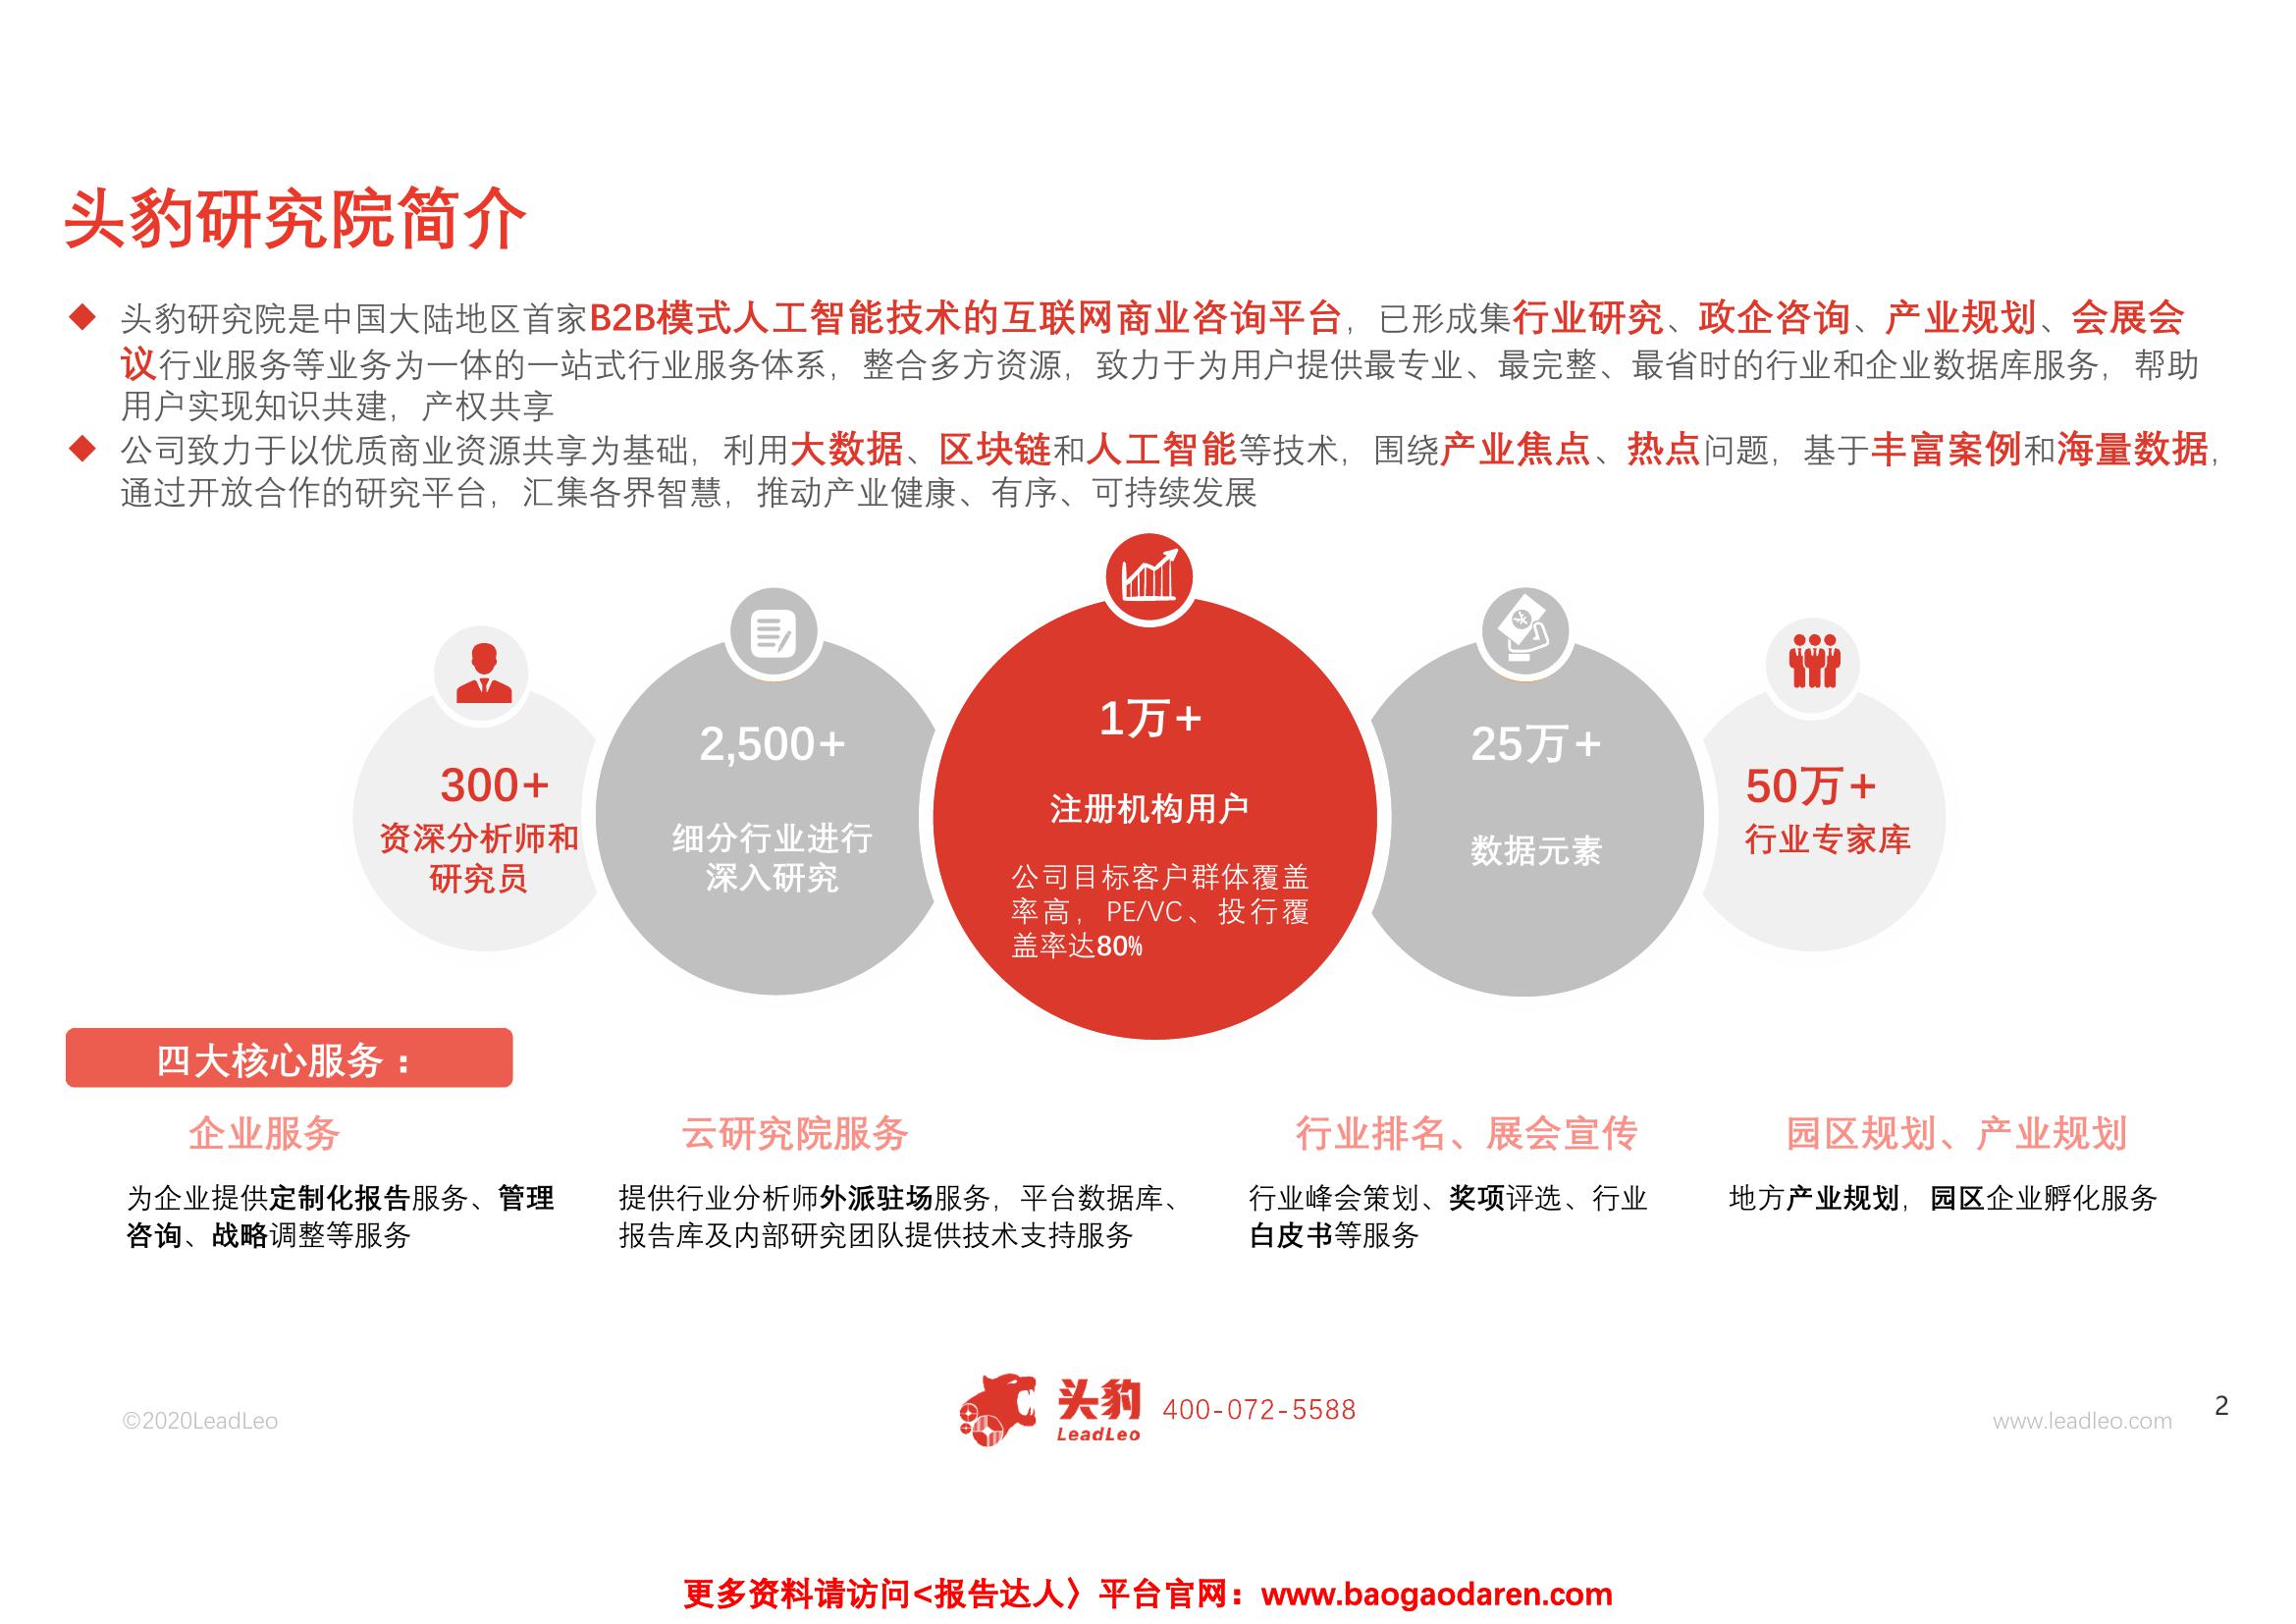 头豹研究院简介
◆ 头豹研究院是中国大陆地区首家B2B模式人工智能技术的互联网商业咨询平台，已形成集行业研究、政企咨询、产业规划、会展会
议行业服务等业务为一体的一站式行业服务体系，整合多方资源，致力于为用户提供最专业、最完整、最省时的行业和企业数据库服务，帮助
用户实现知识共建，产权共享
◆ 公司致力于以优质商业资源共享为基础，利用大数据、区块链和人工智能等技术，围绕产业焦点、热点问题，基于丰富案例和海量数据，
通过开放合作的研究平台，汇集各界智慧，推动产业健康、有序、可持续发展
300+
资深分析师和
研究员
2,500+
细分行业进行
深入研究
1万+
注册机构用户
公司目标客户群体覆盖
率高，PE/VC、投行覆
盖率达80%
25万+
数据元素
50万+
行业专家库
四大核心服务：
企业服务
为企业提供定制化报告服务、管理
咨询、战略调整等服务
云研究院服务
提供行业分析师外派驻场服务，平台数据库、
报告库及内部研究团队提供技术支持服务
行业排名、展会宣传
行业峰会策划、奖项评选、行业
白皮书等服务
园区规划、产业规划
地方产业规划，园区企业孵化服务
©2020LeadLeo
头豹
LeadLeo
400-072-5588
www.leadleo.com
2
更多资料请访问<报告达人〉平台官网：www.baogaodaren.com